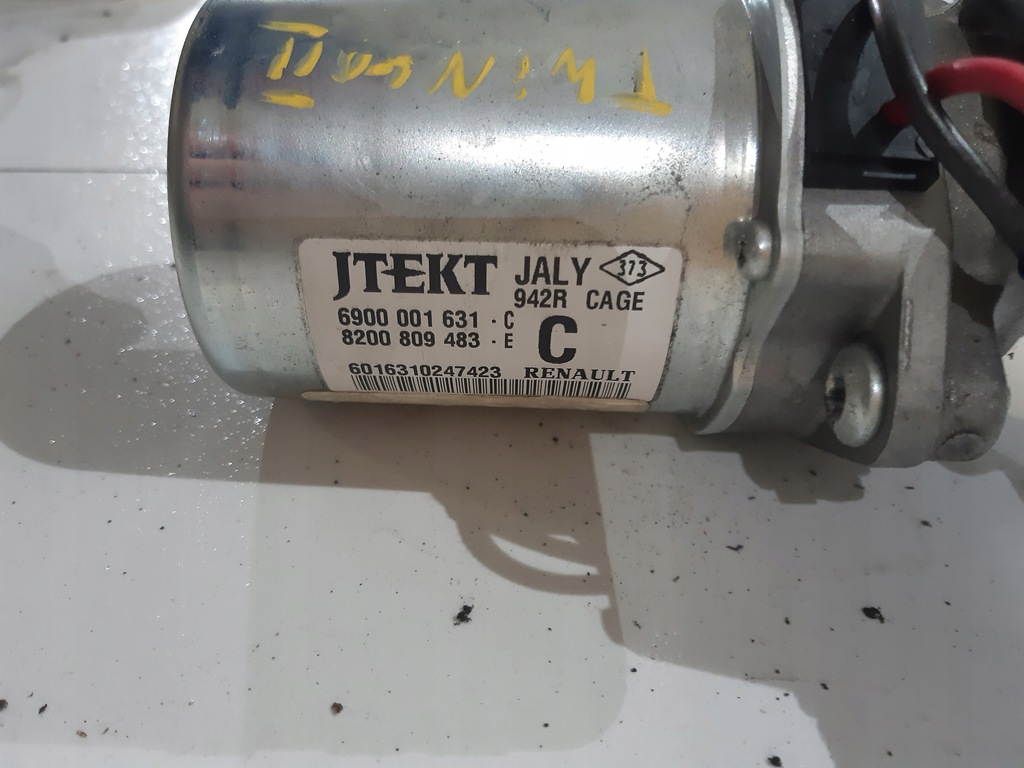 TWiNGO II
JTEKT JALY 373
942R CAGE
6900 001 631 · C
8200 809 483 · E
C
6016310247423 RENAULT